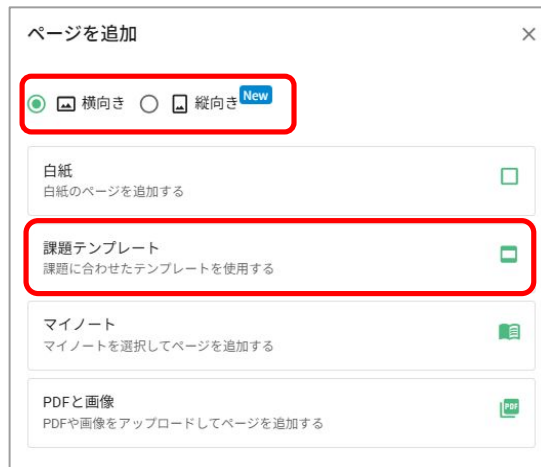 ページを追加
横向き 縦向き New
白紙
白紙のページを追加する
課題テンプレート
課題に合わせたテンプレートを使用する
マイノート
マイノートを選択してページを追加する
PDFと画像
PDFや画像をアップロードしてページを追加する
PDF